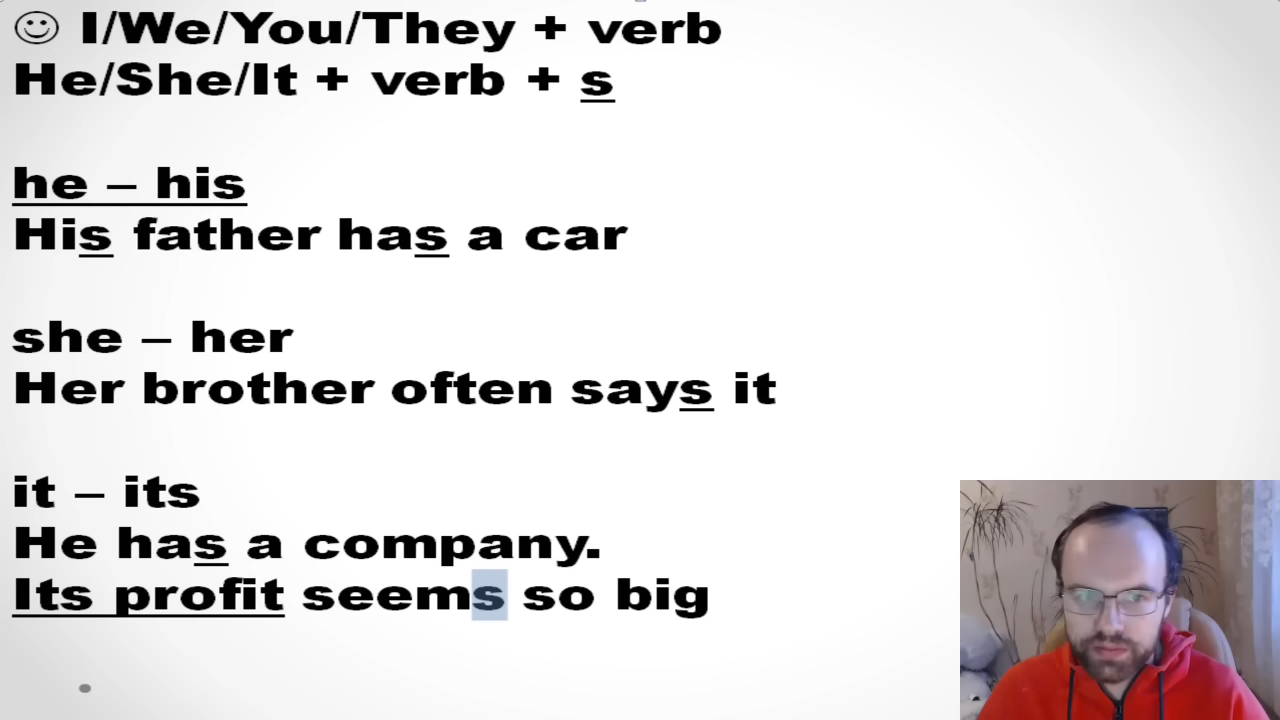 ☺ I/We/You/They + verb
He/She/It + verb + s
he – his
His father has a car
she – her
Her brother often says it
it – its
He has a company.
Its profit seems so big